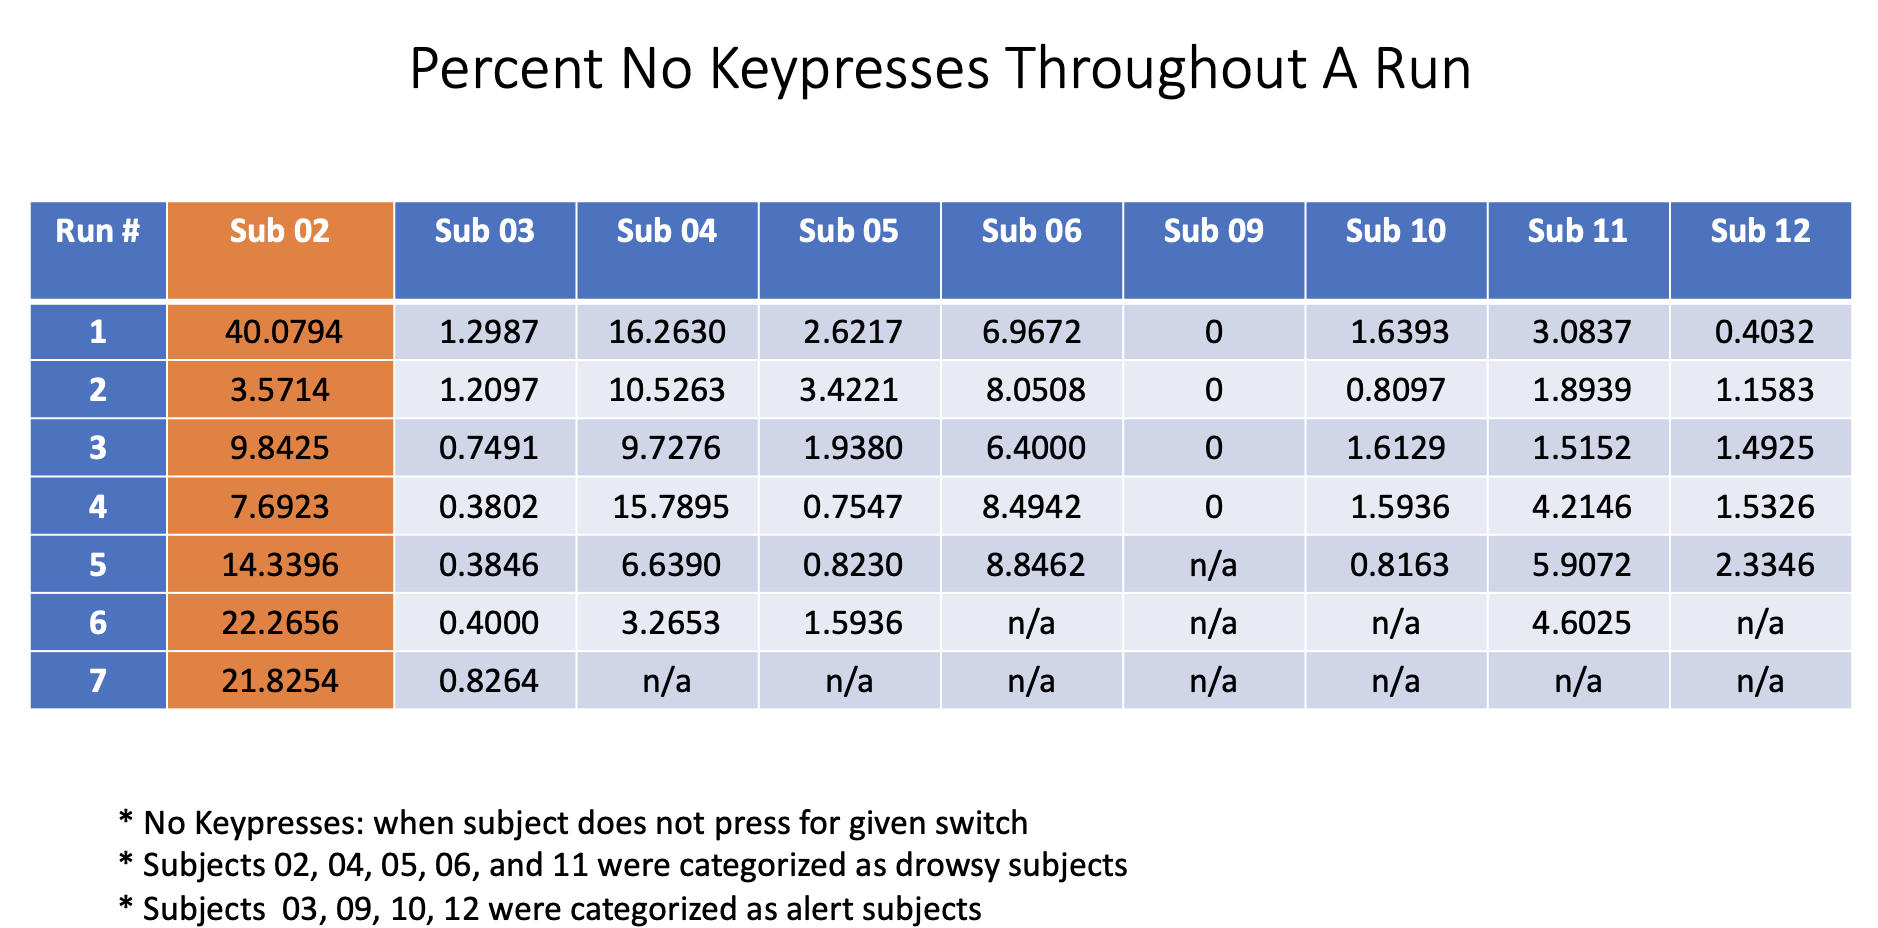 Percent No Keypresses Throughout A Run
Run # Sub 02 Sub 03 Sub 04 Sub 05 Sub 06 Sub 09 Sub 10 Sub 11 Sub 12
1 40.0794 1.2987 16.2630 2.6217 6.9672 0 1.6393 3.0837 0.4032
2 3.5714 1.2097 10.5263 3.4221 8.0508 0 0.8097 1.8939 1.1583
3 9.8425 0.7491 9.7276 1.9380 6.4000 0 1.6129 1.5152 1.4925
4 7.6923 0.3802 15.7895 0.7547 8.4942 0 1.5936 4.2146 1.5326
5 14.3396 0.3846 6.6390 0.8230 8.8462 n/a 0.8163 5.9072 2.3346
6 22.2656 0.4000 3.2653 1.5936 n/a n/a n/a 4.6025 n/a
7 21.8254 0.8264 n/a n/a n/a n/a n/a n/a n/a
* No Keypresses: when subject does not press for given switch
* Subjects 02, 04, 05, 06, and 11 were categorized as drowsy subjects
* Subjects  03, 09, 10, 12 were categorized as alert subjects